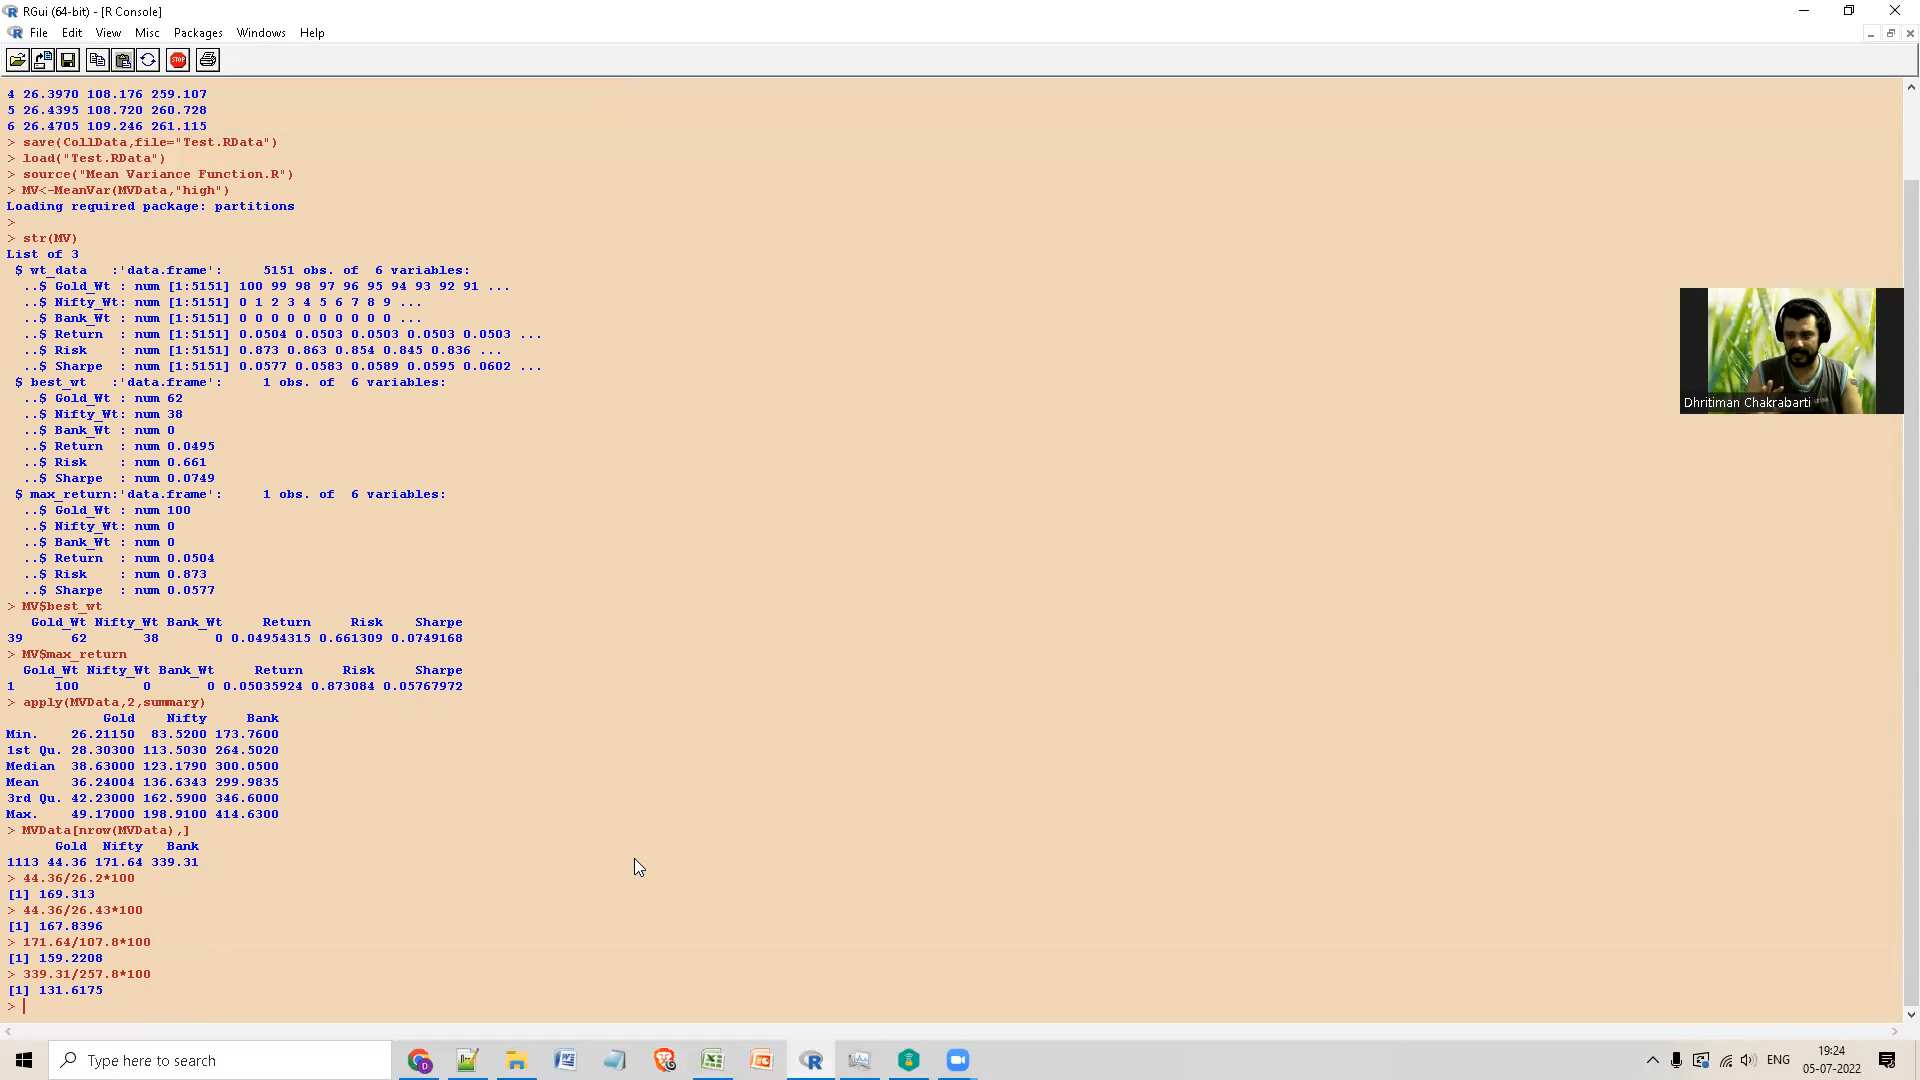 RGui (64-bit) - [R Console]
File Edit View Misc Packages Windows Help
STOP
4 26.3970 108.176 259.107
5 26.4395 108.720 260.728
6 26.4705 109.246 261.115
> save(CollData,file="Test.RData")
> load("Test.RData")
> source("Mean Variance Function.R")
> MV<-MeanVar(MVData,"high")
Loading required package: partitions
>
> str(MV)
List of 3
 $ wt_data   :'data.frame':     5151 obs. of  6 variables:
  ..$ Gold_Wt : num [1:5151] 100 99 98 97 96 95 94 93 92 91 ...
  ..$ Nifty_Wt: num [1:5151] 0 1 2 3 4 5 6 7 8 9 ...
  ..$ Bank_Wt : num [1:5151] 0 0 0 0 0 0 0 0 0 0 ...
  ..$ Return  : num [1:5151] 0.0504 0.0503 0.0503 0.0503 0.0503 ...
  ..$ Risk    : num [1:5151] 0.873 0.863 0.854 0.845 0.836 ...
  ..$ Sharpe  : num [1:5151] 0.0577 0.0583 0.0589 0.0595 0.0602 ...
 $ best_wt   :'data.frame':     1 obs. of  6 variables:
  ..$ Gold_Wt : num 62
  ..$ Nifty_Wt: num 38
  ..$ Bank_Wt : num 0
  ..$ Return  : num 0.0495
  ..$ Risk    : num 0.661
  ..$ Sharpe  : num 0.0749
 $ max_return:'data.frame':     1 obs. of  6 variables:
  ..$ Gold_Wt : num 100
  ..$ Nifty_Wt: num 0
  ..$ Bank_Wt : num 0
  ..$ Return  : num 0.0504
  ..$ Risk    : num 0.873
  ..$ Sharpe  : num 0.0577
> MV$best_wt
   Gold_Wt Nifty_Wt Bank_Wt     Return     Risk    Sharpe
39      62       38       0 0.04954315 0.661309 0.0749168
> MV$max_return
  Gold_Wt Nifty_Wt Bank_Wt     Return     Risk     Sharpe
1     100        0       0 0.05035924 0.873084 0.05767972
> apply(MVData,2,summary)
            Gold    Nifty     Bank
Min.    26.21150  83.5200 173.7600
1st Qu. 28.30300 113.5030 264.5020
Median  38.63000 123.1790 300.0500
Mean    36.24004 136.6343 299.9835
3rd Qu. 42.23000 162.5900 346.6000
Max.    49.17000 198.9100 414.6300
> MVData[nrow(MVData),]
      Gold  Nifty   Bank
1113 44.36 171.64 339.31
> 44.36/26.2*100
[1] 169.313
> 44.36/26.43*100
[1] 167.8396
> 171.64/107.8*100
[1] 159.2208
> 339.31/257.8*100
[1] 131.6175
>
Dhritiman Chakrabarti
Type here to search
ENG
19:24
05-07-2022